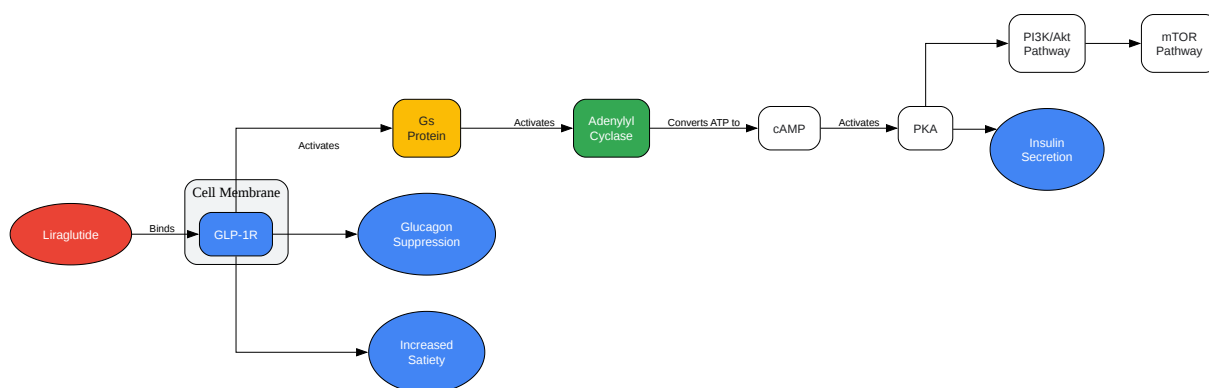 PI3K/Akt
Pathway
mTOR
Pathway
Gs
Protein
Activates
Adenylyl
Cyclase
Converts ATP to
cAMP
Activates
PKA
Insulin
Secretion
Activates
Cell Membrane
Liraglutide
Binds
GLP-1R
Glucagon
Suppression
Increased
Satiety